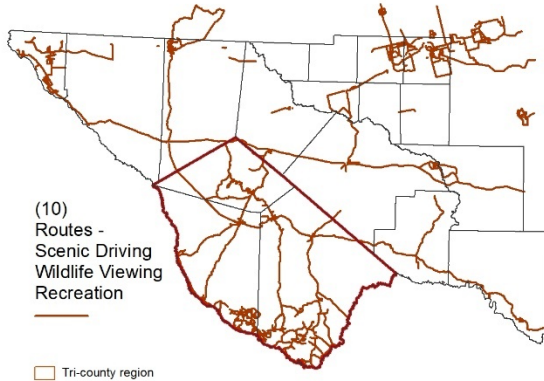 (10)
Routes -
Scenic Driving
Wildlife Viewing
Recreation
Tri-county region